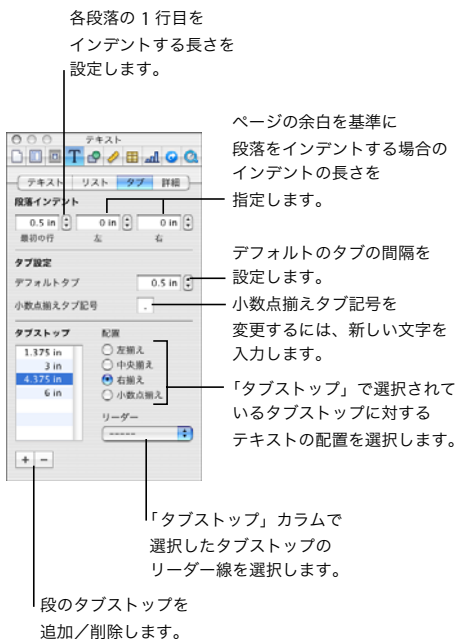 各段落の 1 行目を
インデントする長さを
設定します。
ページの余白を基準に
段落をインデントする場合の
インデントの長さを
指定します。
テキスト
テキスト リスト タブ 詳細
段落インデント
0.5 in 0 in 0 in
最初の行 左 右
タブ設定
デフォルトタブ 0.5 in
小数点揃えタブ記号 .
デフォルトのタブの間隔を
設定します。
小数点揃えタブ記号を
変更するには、新しい文字を
入力します。
タブストップ 配置
1.375 in 左揃え
3 in 中央揃え
4.375 in 右揃え
6 in 小数点揃え
リーダー
-----
+ −
「タブストップ」で選択されて
いるタブストップに対する
テキストの配置を選択します。
「タブストップ」カラムで
選択したタブストップの
リーダー線を選択します。
段のタブストップを
追加／削除します。